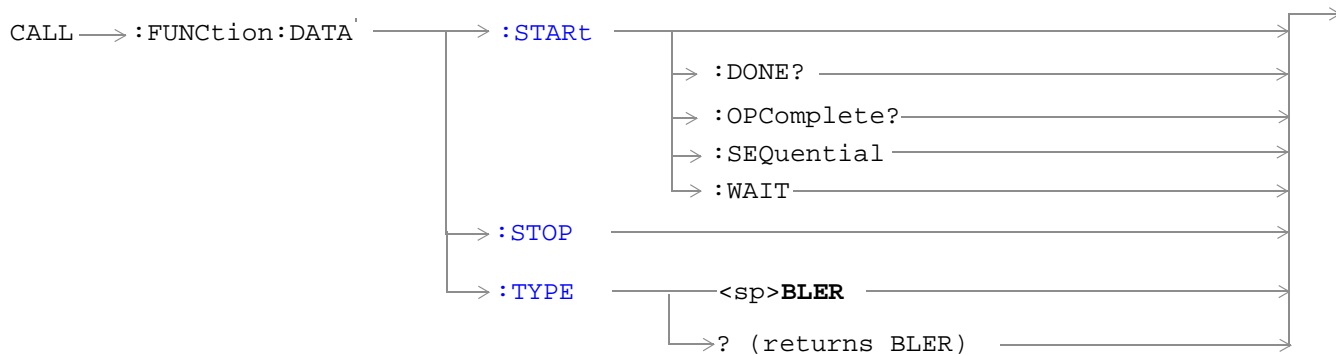 CALL :FUNCtion:DATA :STARt
:DONE?
:OPComplete?
:SEQuential
:WAIT
:STOP
:TYPE <sp>BLER
? (returns BLER)